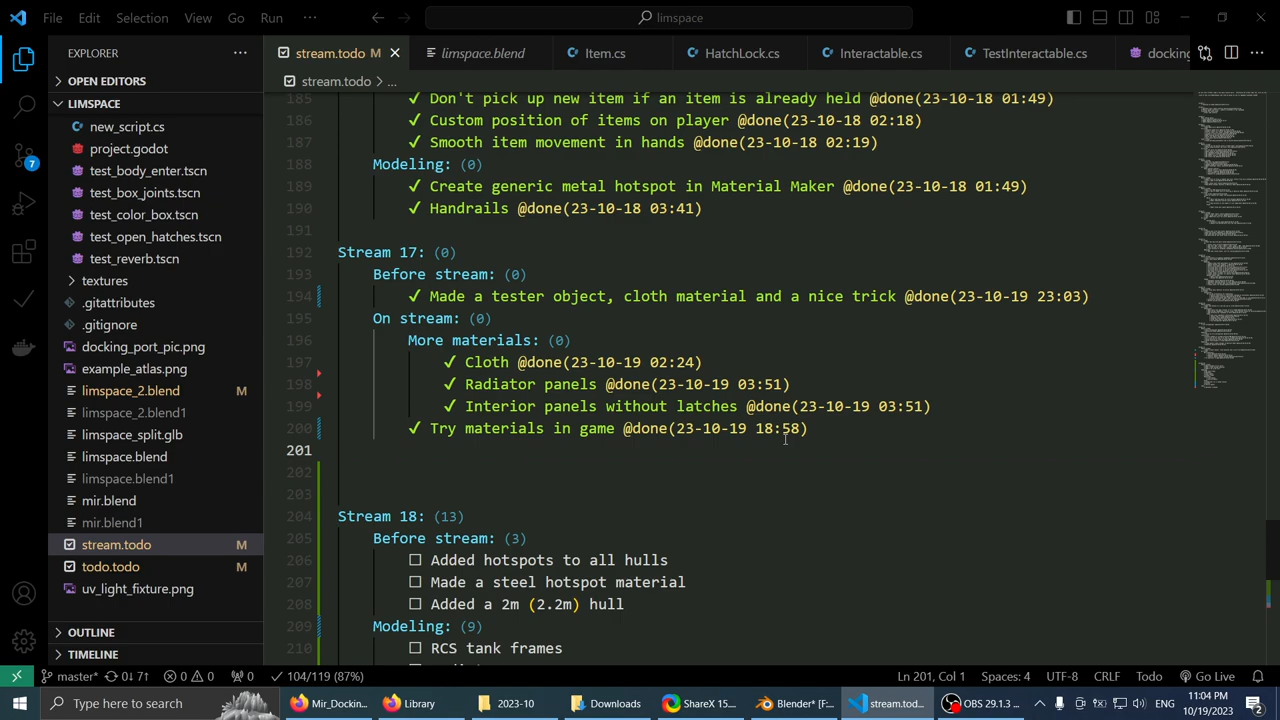 File Edit Selection View Go Run ··· limspace
EXPLORER ···
stream.todo M limspace.blend Item.cs HatchLock.cs Interactable.cs TestInteractable.cs docking
OPEN EDITORS
stream.todo > ...
LIMSPACE
new_script.cs
project.godot
test_body_enter.tscn
test_box_joints.tscn
test_color_box.tscn
test_open_hatches.tscn
test_reverb.tscn
textures
.gitattributes
.gitignore
docking_port_pic.png
example_atlas.png
limspace_2.blend M
limspace_2.blend1
limspace_split.glb
limspace.blend
limspace.blend1
mir.blend
mir.blend1
stream.todo M
todo.todo M
uv_light_fixture.png
OUTLINE
TIMELINE
7
185 ✓ Don't pick up new item if an item is already held @done(23-10-18 01:49)
186 ✓ Custom position of items on player @done(23-10-18 02:18)
187 ✓ Smooth item movement in hands @done(23-10-18 02:19)
188 Modeling: (0)
189 ✓ Create generic metal hotspot in Material Maker @done(23-10-18 01:49)
190 ✓ Handrails @done(23-10-18 03:41)
191
192 Stream 17: (0)
193 Before stream: (0)
194 ✓ Made a tester object, cloth material and a nice trick @done(23-10-19 23:03)
195 On stream: (0)
196 More materials: (0)
197 ✓ Cloth @done(23-10-19 02:24)
198 ✓ Radiator panels @done(23-10-19 03:51)
199 ✓ Interior panels without latches @done(23-10-19 03:51)
200 ✓ Try materials in game @done(23-10-19 18:58)
201
202
203
204 Stream 18: (13)
205 Before stream: (3)
206 ☐ Added hotspots to all hulls
207 ☐ Made a steel hotspot material
208 ☐ Added a 2m (2.2m) hull
209 Modeling: (9)
210 ☐ RCS tank frames
master* 0↓ 7↑ 0 0 0 ✓ 104/119 (87%) Ln 201, Col 1 Spaces: 4 UTF-8 CRLF Todo Go Live
Type here to search Mir_Dockin... Library 2023-10 Downloads ShareX 15.... Blender* [F... stream.tod... OBS 29.1.3 ... ENG 11:04 PM
10/19/2023 2